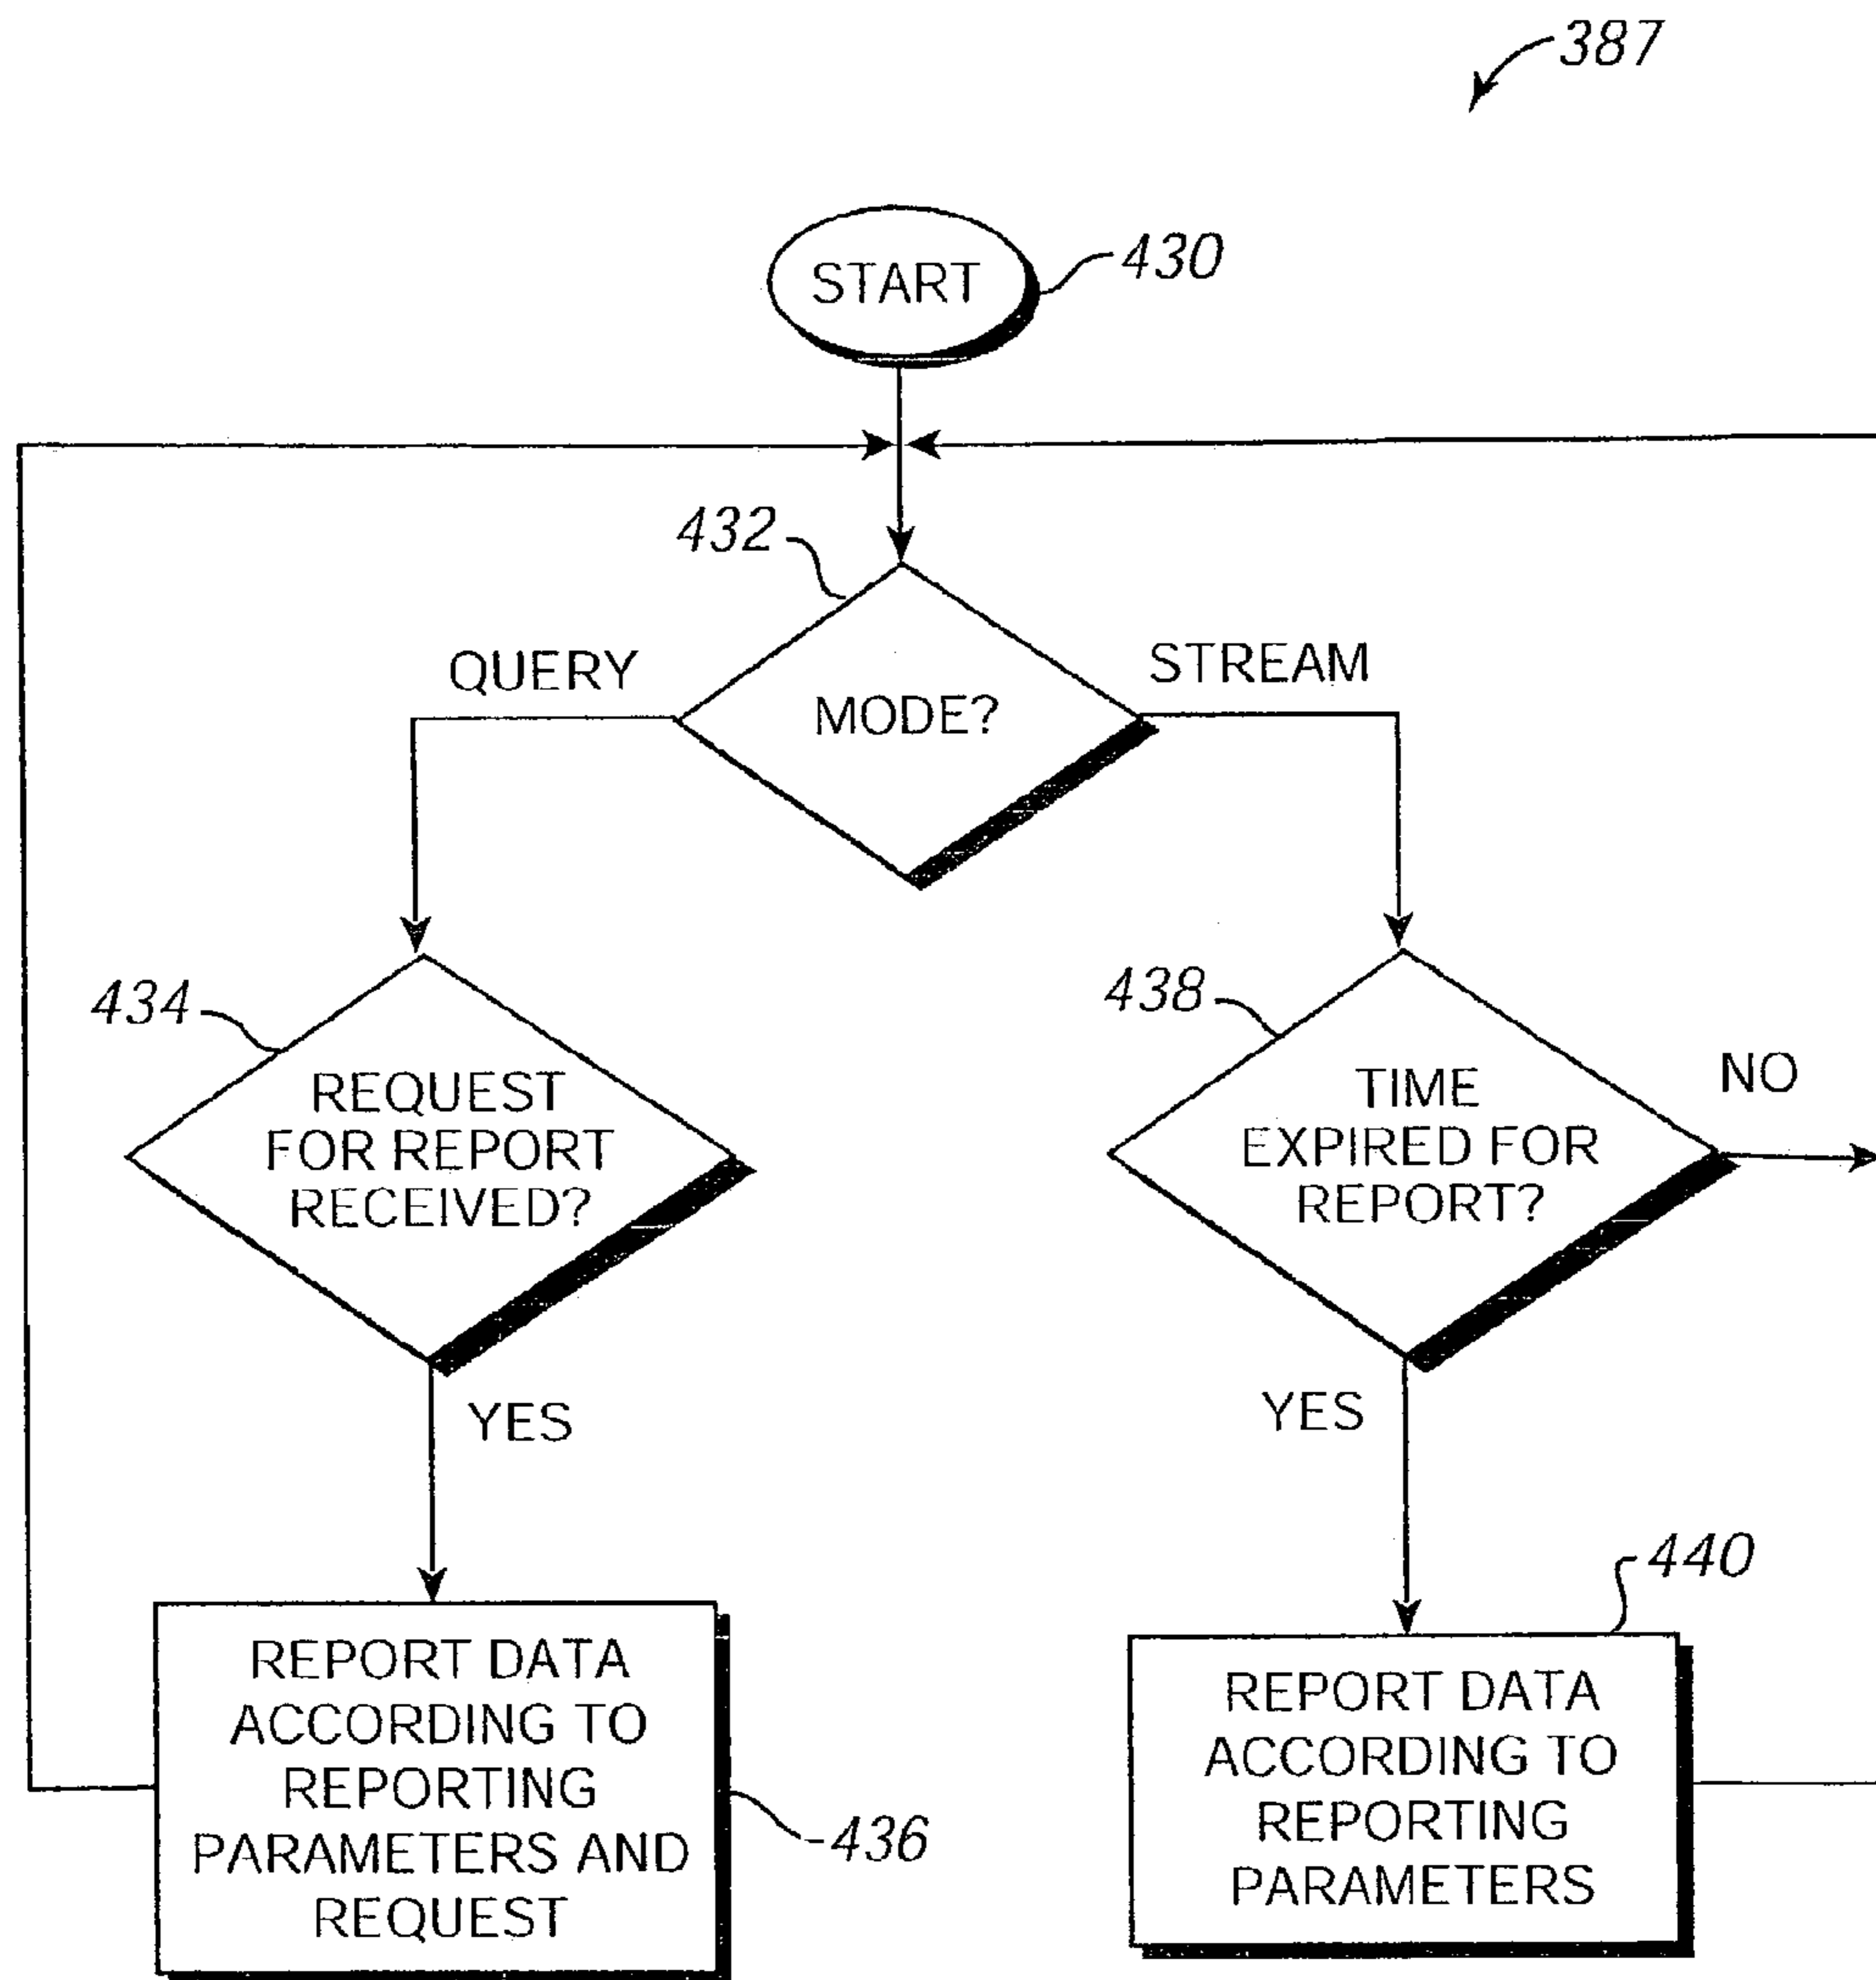 387
START
430
432
QUERY
STREAM
MODE?
434
REQUEST
FOR REPORT
RECEIVED?
438
TIME
EXPIRED FOR
REPORT?
NO
YES
YES
REPORT DATA
ACCORDING TO
REPORTING
PARAMETERS AND
REQUEST
436
440
REPORT DATA
ACCORDING TO
REPORTING
PARAMETERS